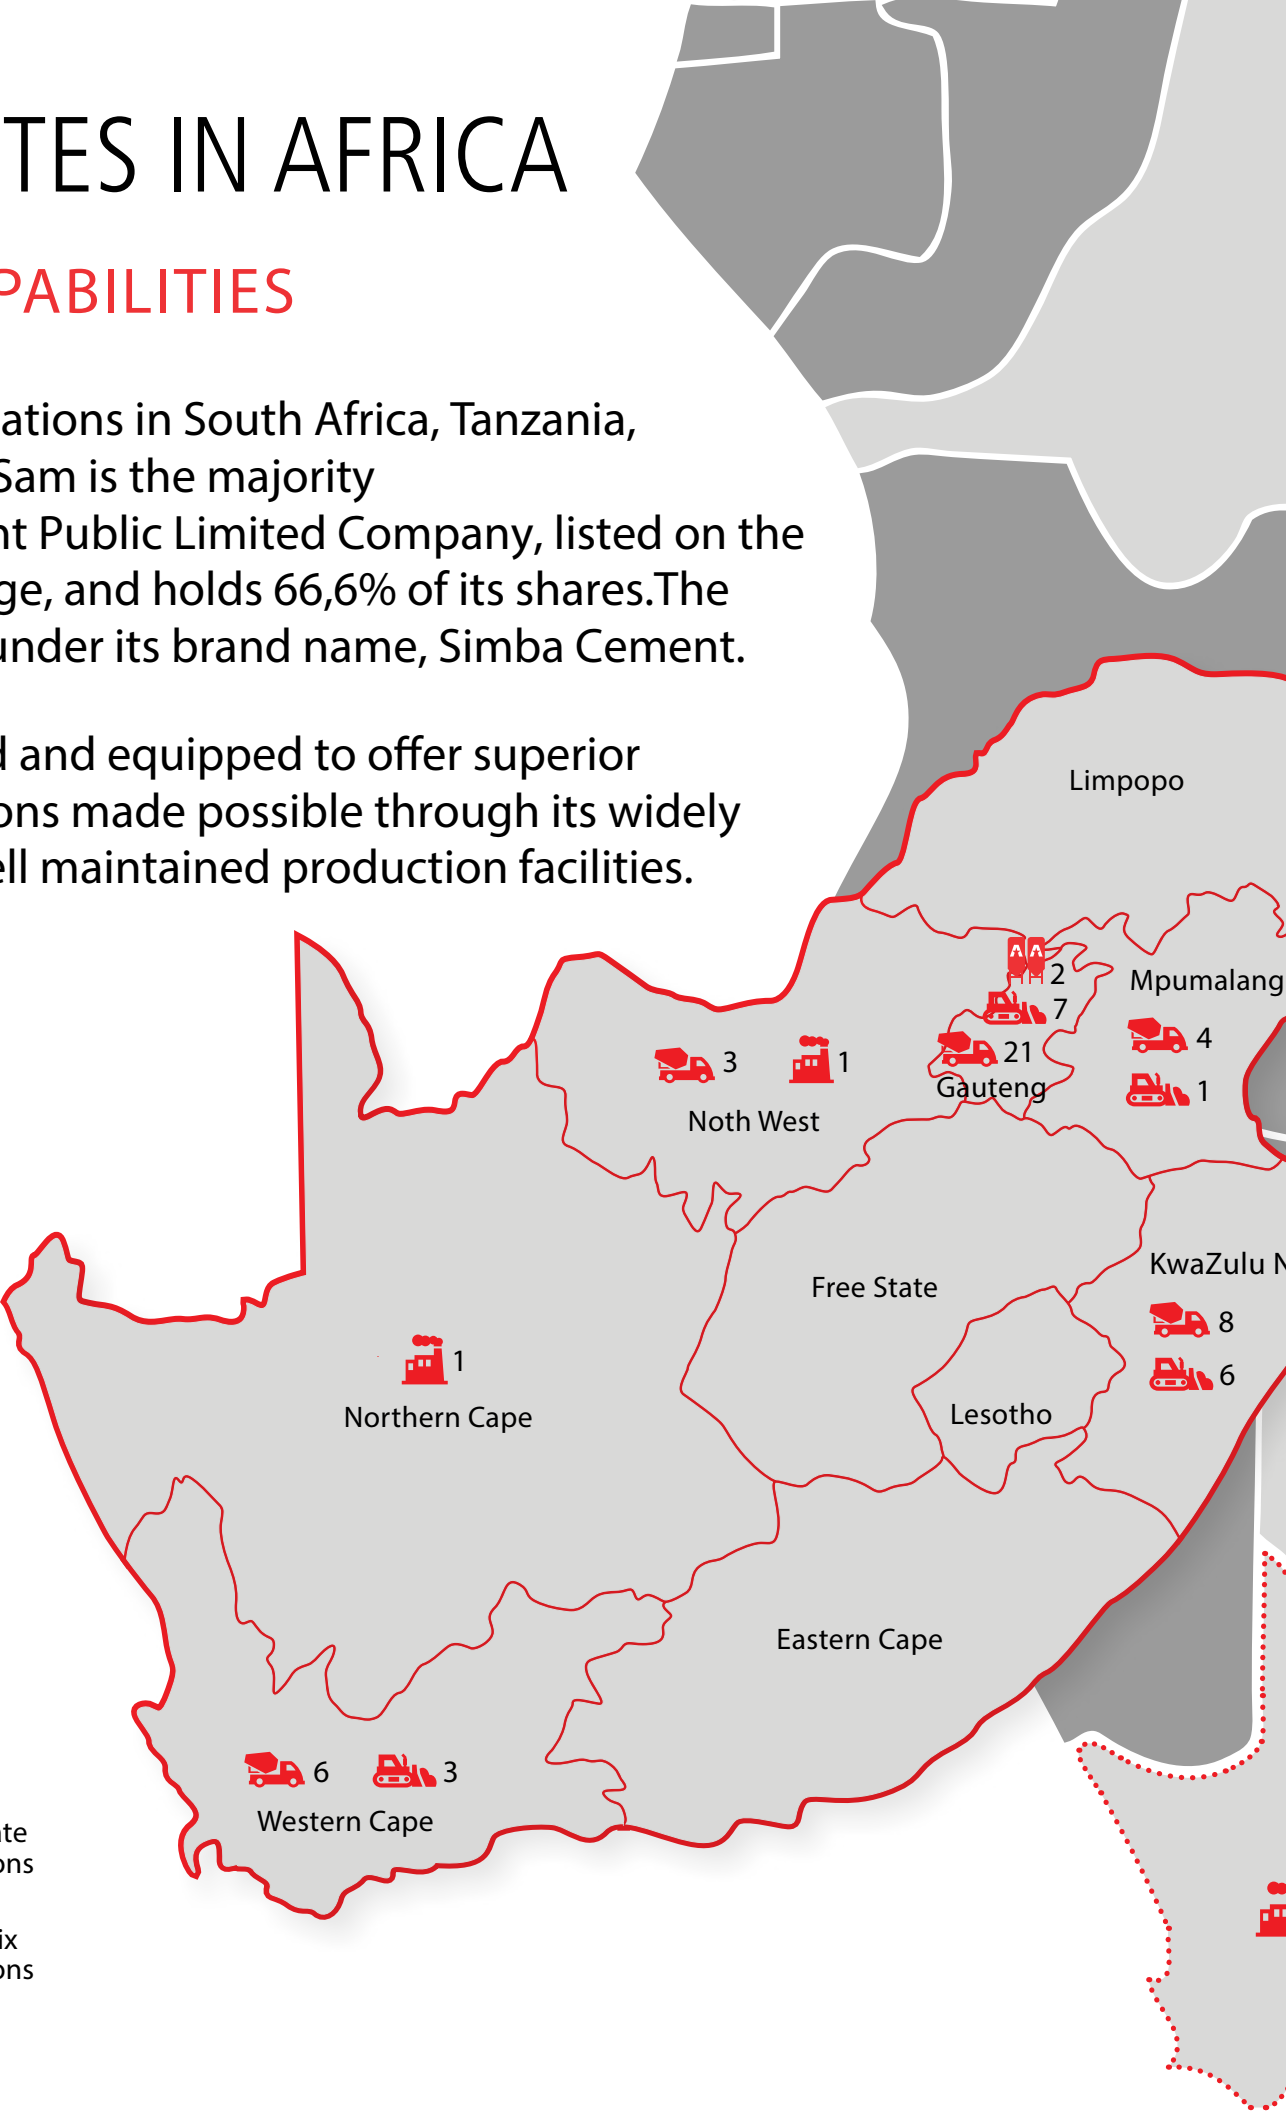 TES IN AFRICA
PABILITIES
ations in South Africa, Tanzania,
Sam is the majority
nt Public Limited Company, listed on the
ge, and holds 66,6% of its shares.The
under its brand name, Simba Cement.
d and equipped to offer superior
ons made possible through its widely
ell maintained production facilities.
Limpopo
2
7
21
Gauteng
Mpumalang
4
1
3
1
Noth West
KwaZulu N
8
6
Free State
Lesotho
1
Northern Cape
Eastern Cape
6
3
Western Cape
te
ons
ix
ons